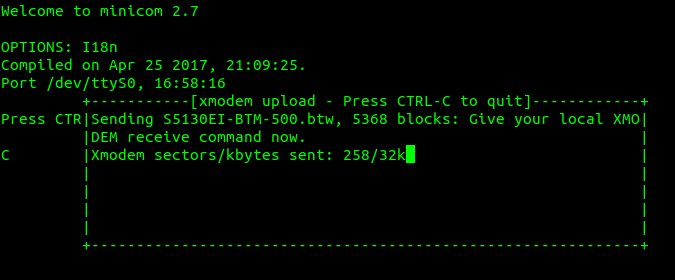 Welcome to minicom 2.7
OPTIONS: I18n
Compiled on Apr 25 2017, 21:09:25.
Port /dev/ttyS0, 16:58:16
+-----------[xmodem upload - Press CTRL-C to quit]------------+
Press CTR|Sending S5130EI-BTM-500.btw, 5368 blocks: Give your local XMO|
|DEM receive command now. |
C |Xmodem sectors/kbytes sent: 258/32k |
| |
| |
| |
| |
+-------------------------------------------------------------+